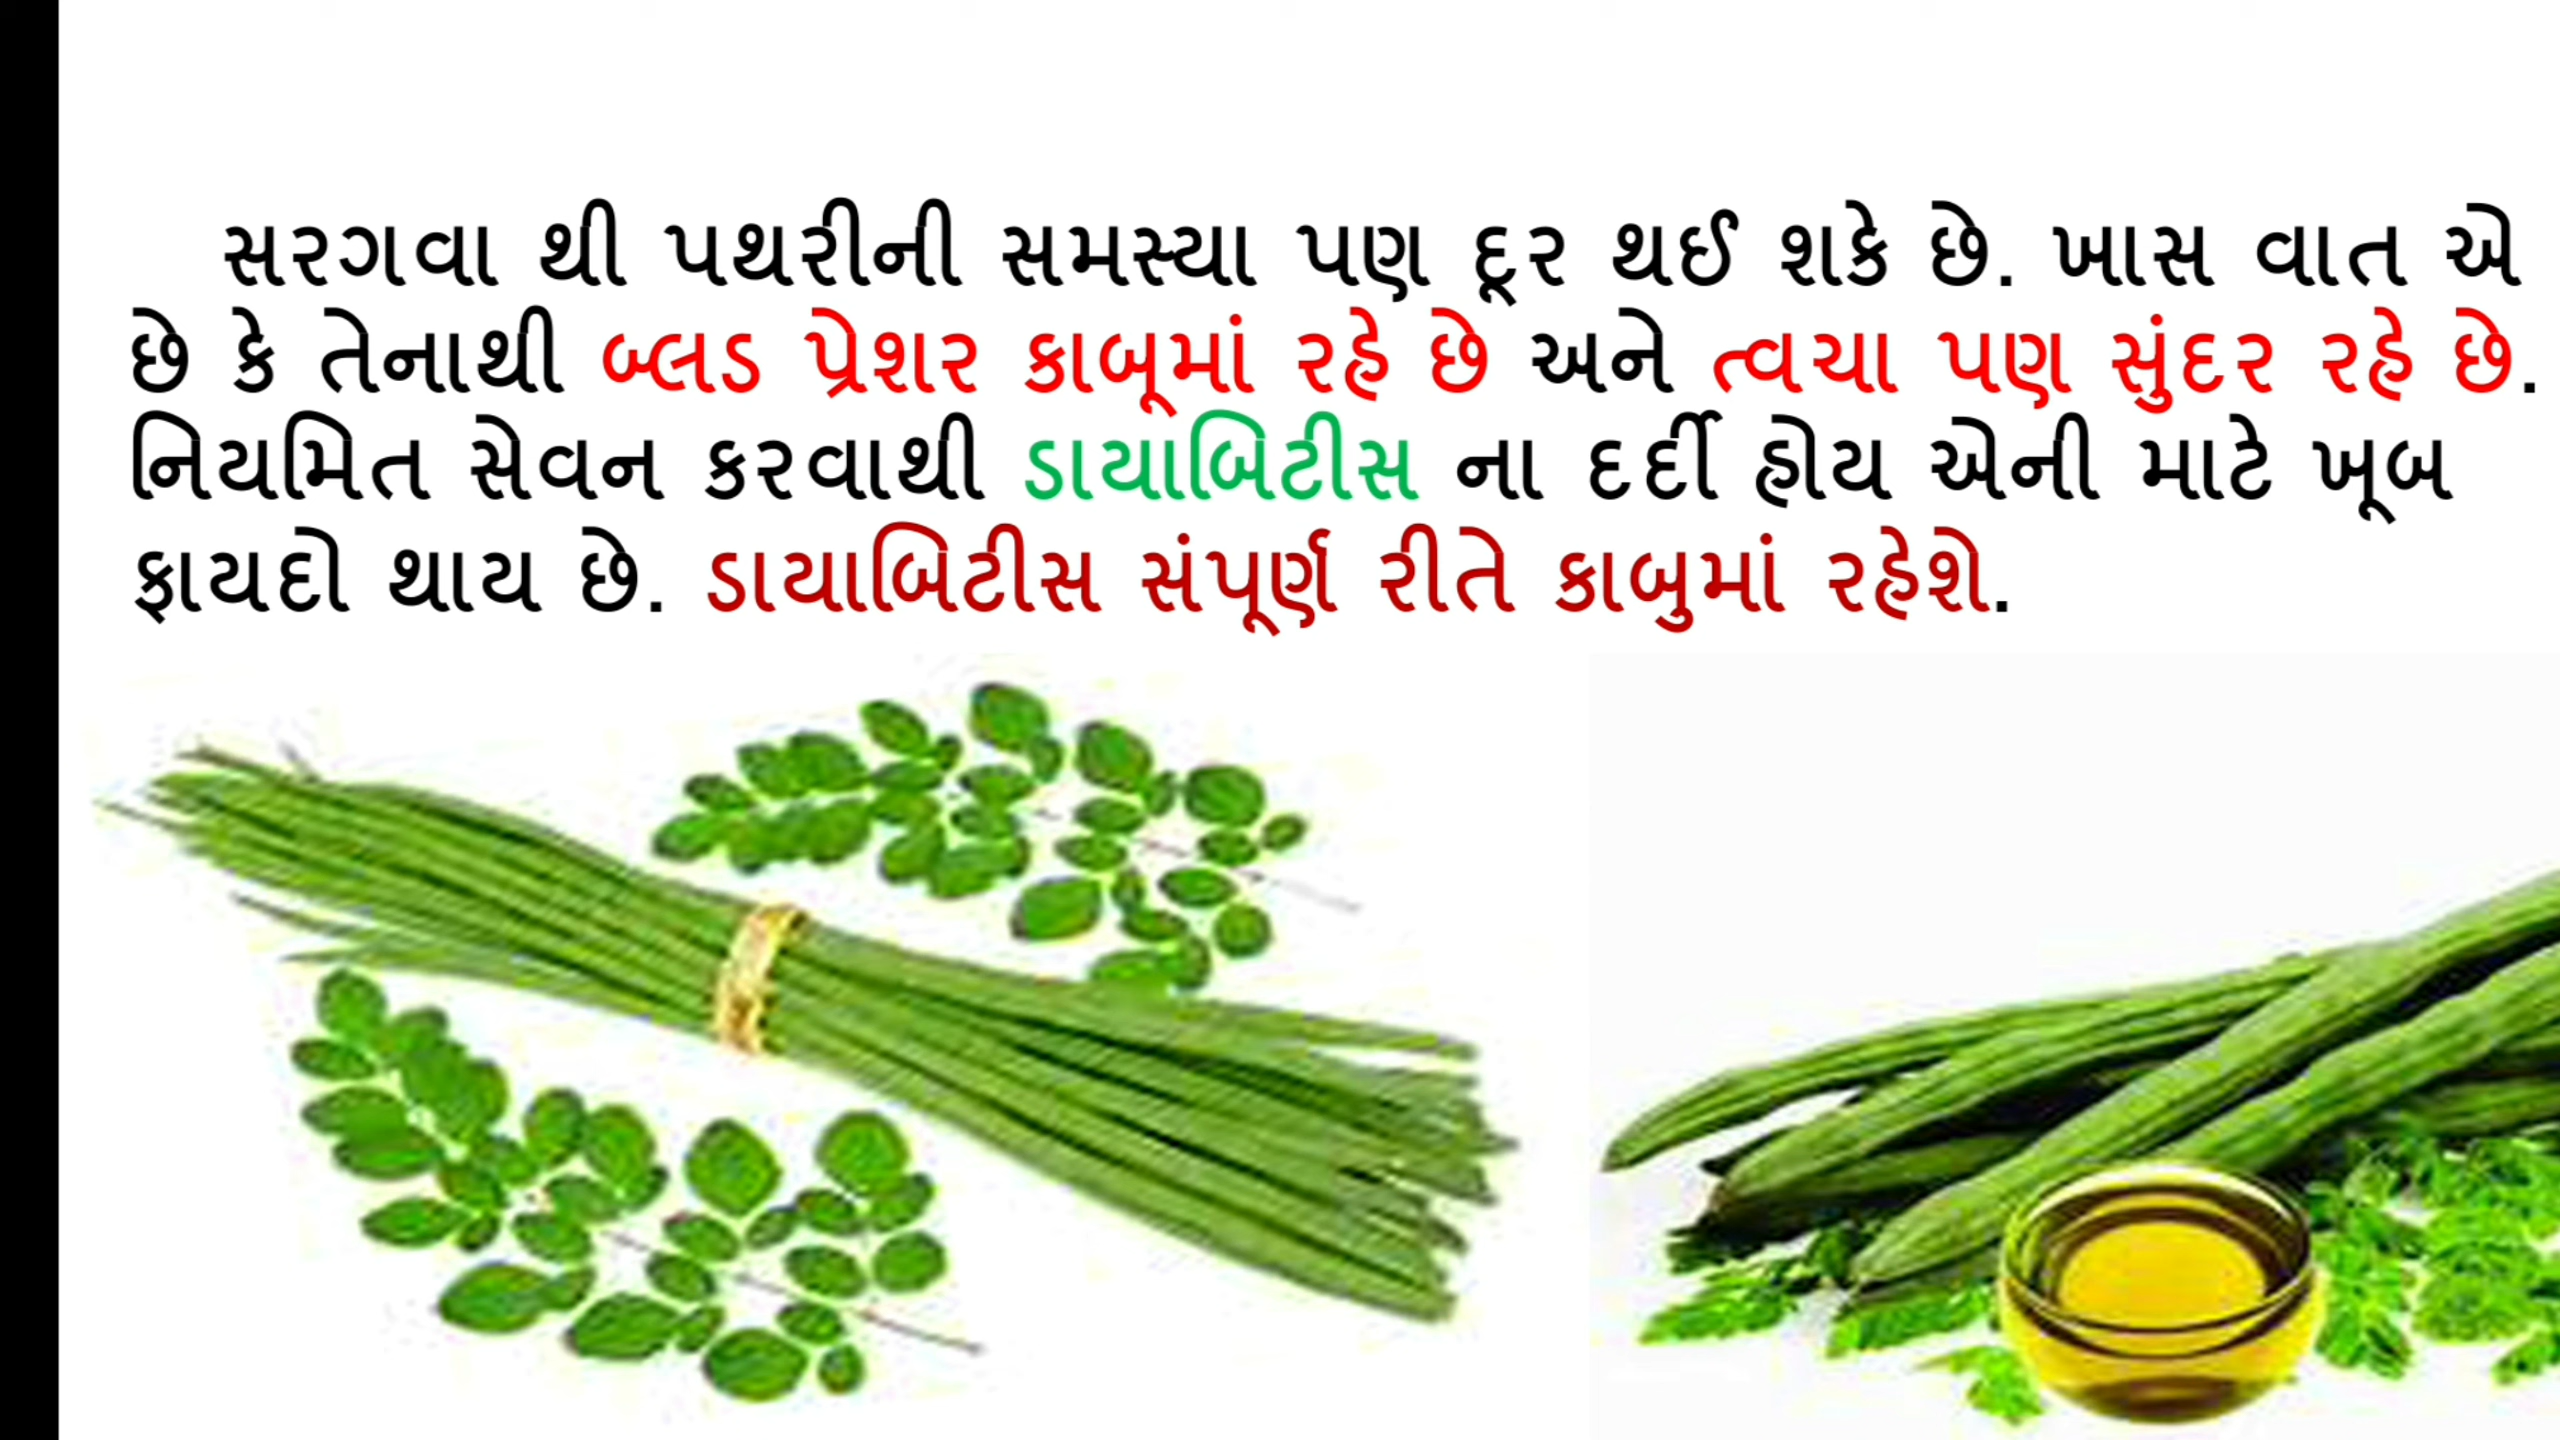 સરગવા થી પથરીની સમસ્યા પણ દૂર થઈ શકે છે. ખાસ વાત એ
છે કે તેનાથી બ્લડ પ્રેશર કાબૂમાં રહે છે અને ત્વચા પણ સુંદર રહે છે.
નિયમિત સેવન કરવાથી ડાયાબિટીસ ના દર્દી હોય એની માટે ખૂબ
ફાયદો થાય છે. ડાયાબિટીસ સંપૂર્ણ રીતે કાબુમાં રહેશે.